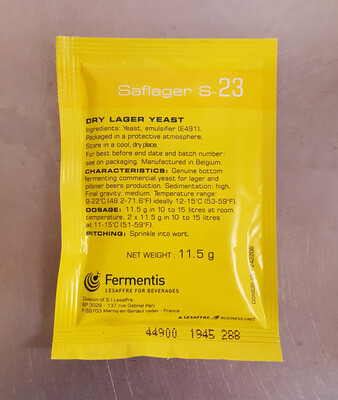 Saflager S-23
DRY LAGER YEAST
Ingredients: Yeast, emulsifier (E491).
Packaged in a protective atmosphere.
Store in a cool, dry place.
For best before end date and batch number:
see on packaging. Manufactured in Belgium.
CHARACTERISTICS: Genuine bottom
fermenting commercial yeast for lager and
pilsner beers production. Sedimentation: high.
Final gravity: medium. Temperature range:
9-22°C (48.2-71.6°F) ideally 12-15°C (53-59°F).
DOSAGE: 11.5 g in 10 to 15 litres at room
temperature. 2 x 11.5 g in 10 to 15 litres
at 11-15°C (51-59°F).
PITCHING: Sprinkle into wort.
NET WEIGHT: 11.5 g
Fermentis
LESAFFRE FOR BEVERAGES
Division of S.I.Lesaffre
BP 3029 - 137 rue Gabriel Péri
F-59703 Marcq-en-Baroeul cedex - France
A LESAFFRE BUSINESS UNIT
44900 1945 288